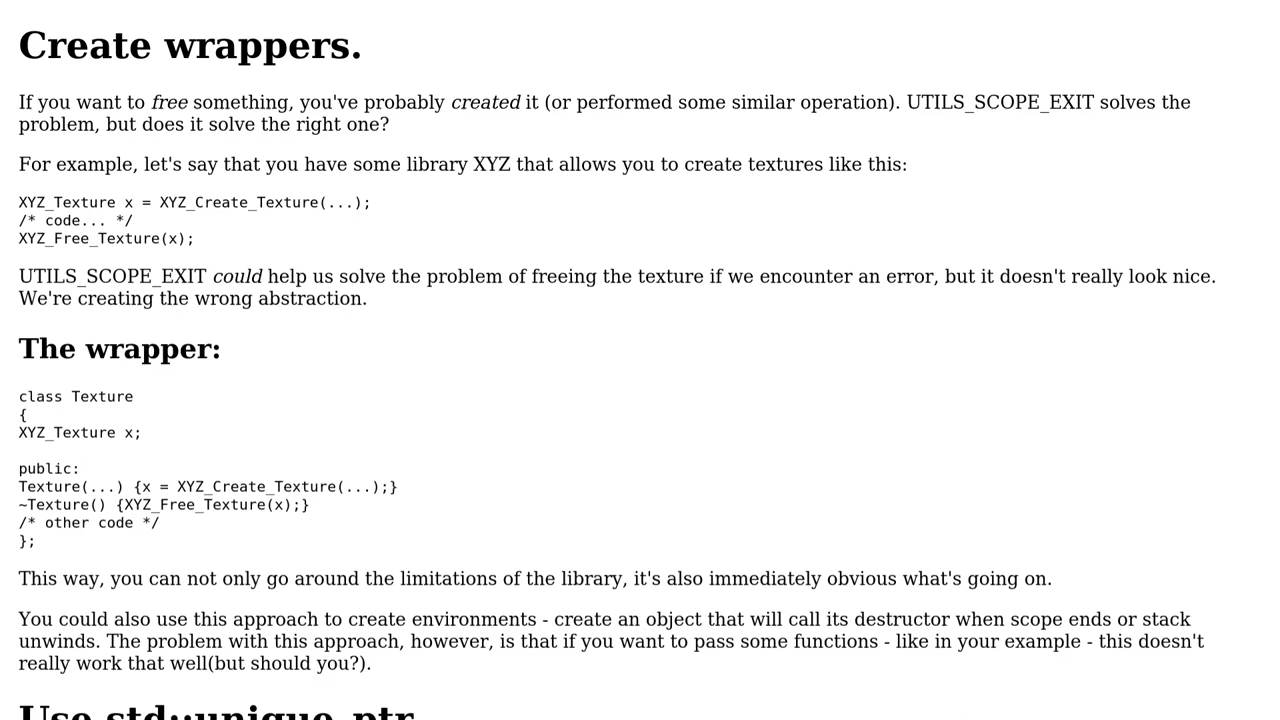 Create wrappers.
If you want to free something, you've probably created it (or performed some similar operation). UTILS_SCOPE_EXIT solves the
problem, but does it solve the right one?
For example, let's say that you have some library XYZ that allows you to create textures like this:
XYZ_Texture x = XYZ_Create_Texture(...);
/* code... */
XYZ_Free_Texture(x);
UTILS_SCOPE_EXIT could help us solve the problem of freeing the texture if we encounter an error, but it doesn't really look nice.
We're creating the wrong abstraction.
The wrapper:
class Texture
{
XYZ_Texture x;
public:
Texture(...) {x = XYZ_Create_Texture(...);}
~Texture() {XYZ_Free_Texture(x);}
/* other code */
};
This way, you can not only go around the limitations of the library, it's also immediately obvious what's going on.
You could also use this approach to create environments - create an object that will call its destructor when scope ends or stack
unwinds. The problem with this approach, however, is that if you want to pass some functions - like in your example - this doesn't
really work that well(but should you?).
Use std::unique_ptr